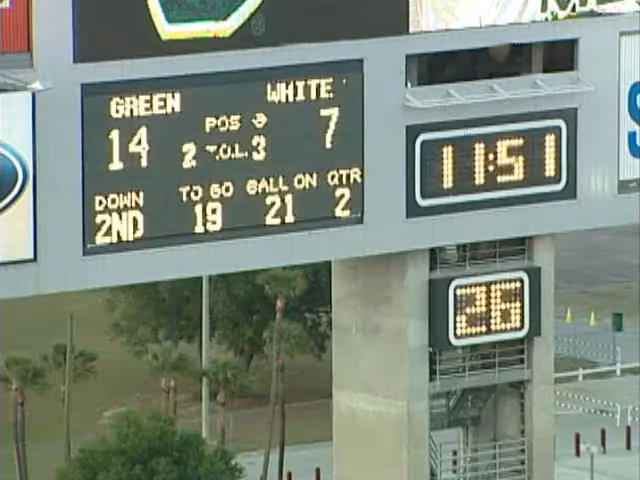 GREEN WHITE
14 POS 7
2 T.O.L. 3
DOWN TO GO BALL ON QTR
2ND 19 21 2
11:51
26